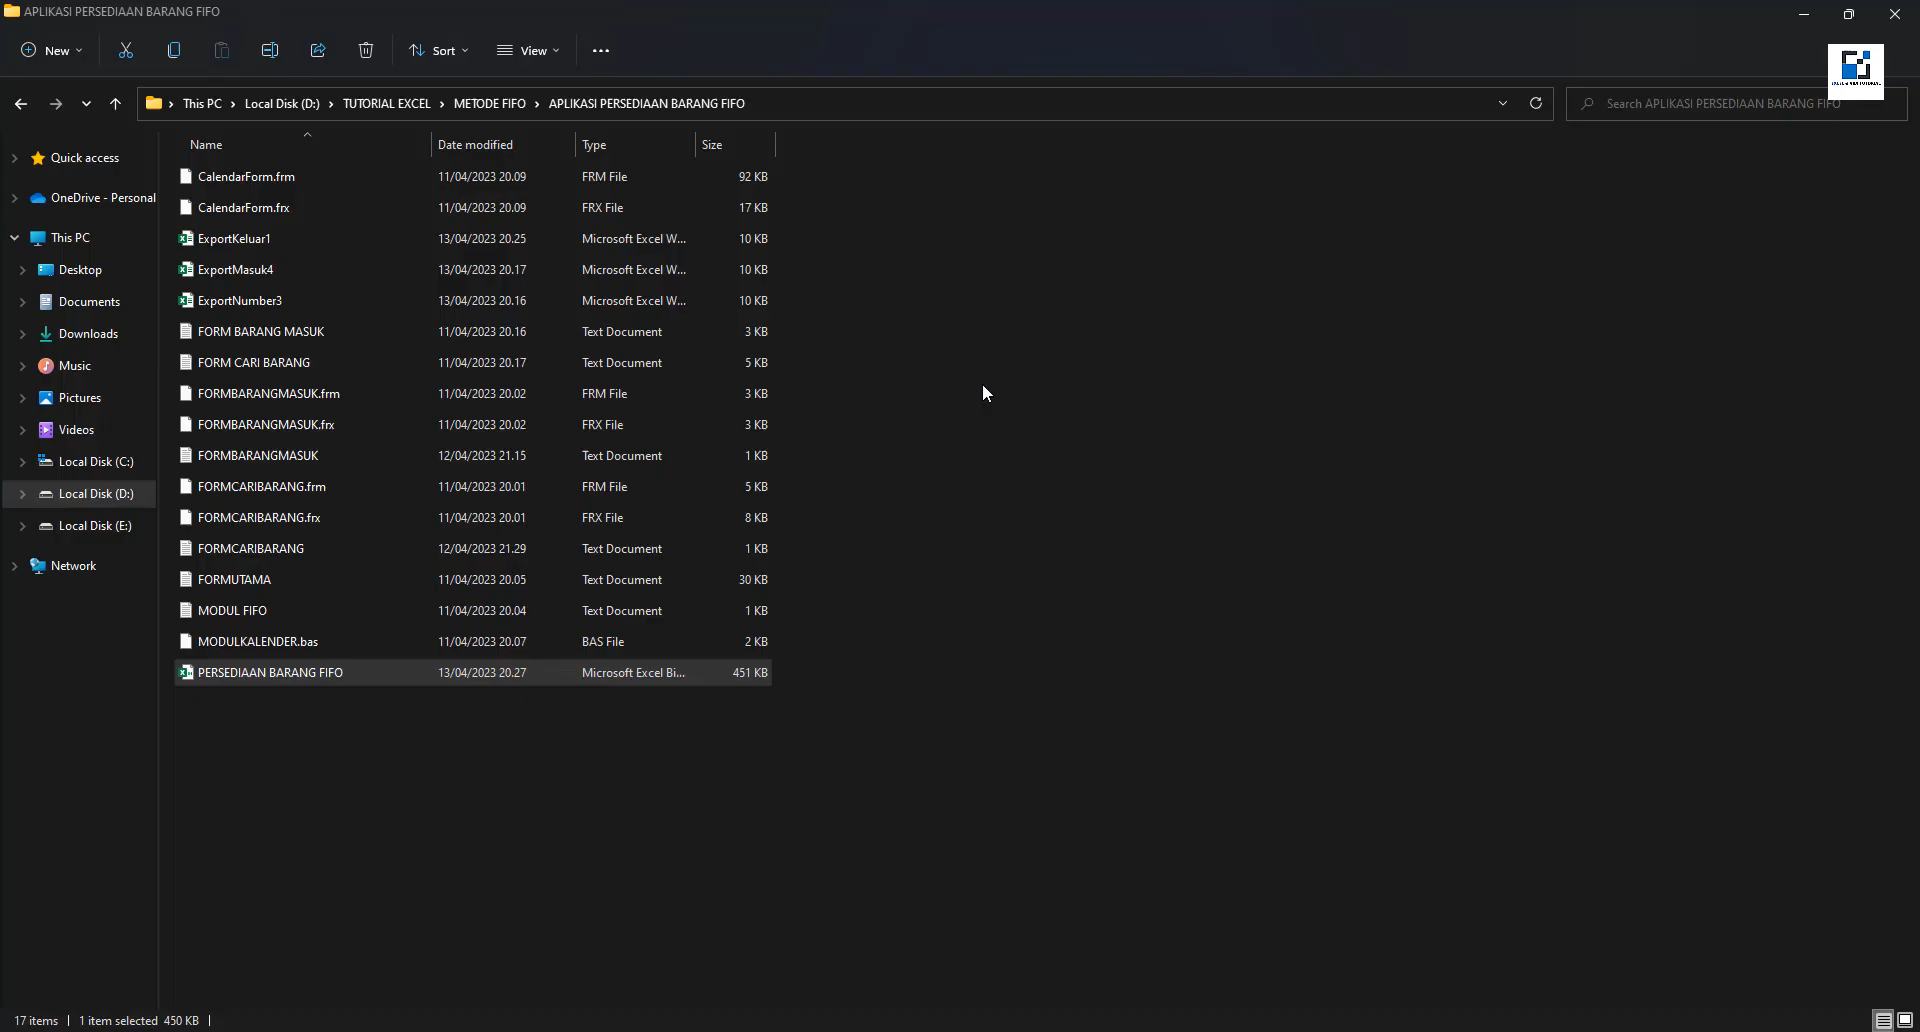 APLIKASI PERSEDIAAN BARANG FIFO
New Sort View
This PC Local Disk (D:) TUTORIAL EXCEL METODE FIFO APLIKASI PERSEDIAAN BARANG FIFO Search APLIKASI PERSEDIAAN BARANG FIFO
Name Date modified Type Size
Quick access
OneDrive - Personal
This PC
Desktop
Documents
Downloads
Music
Pictures
Videos
Local Disk (C:)
Local Disk (D:)
Local Disk (E:)
Network
CalendarForm.frm 11/04/2023 20.09 FRM File 92 KB
CalendarForm.frx 11/04/2023 20.09 FRX File 17 KB
ExportKeluar1 13/04/2023 20.25 Microsoft Excel W... 10 KB
ExportMasuk4 13/04/2023 20.17 Microsoft Excel W... 10 KB
ExportNumber3 13/04/2023 20.16 Microsoft Excel W... 10 KB
FORM BARANG MASUK 11/04/2023 20.16 Text Document 3 KB
FORM CARI BARANG 11/04/2023 20.17 Text Document 5 KB
FORMBARANGMASUK.frm 11/04/2023 20.02 FRM File 3 KB
FORMBARANGMASUK.frx 11/04/2023 20.02 FRX File 3 KB
FORMBARANGMASUK 12/04/2023 21.15 Text Document 1 KB
FORMCARIBARANG.frm 11/04/2023 20.01 FRM File 5 KB
FORMCARIBARANG.frx 11/04/2023 20.01 FRX File 8 KB
FORMCARIBARANG 12/04/2023 21.29 Text Document 1 KB
FORMUTAMA 11/04/2023 20.05 Text Document 30 KB
MODUL FIFO 11/04/2023 20.04 Text Document 1 KB
MODULKALENDER.bas 11/04/2023 20.07 BAS File 2 KB
PERSEDIAAN BARANG FIFO 13/04/2023 20.27 Microsoft Excel Bi... 451 KB
17 items 1 item selected 450 KB